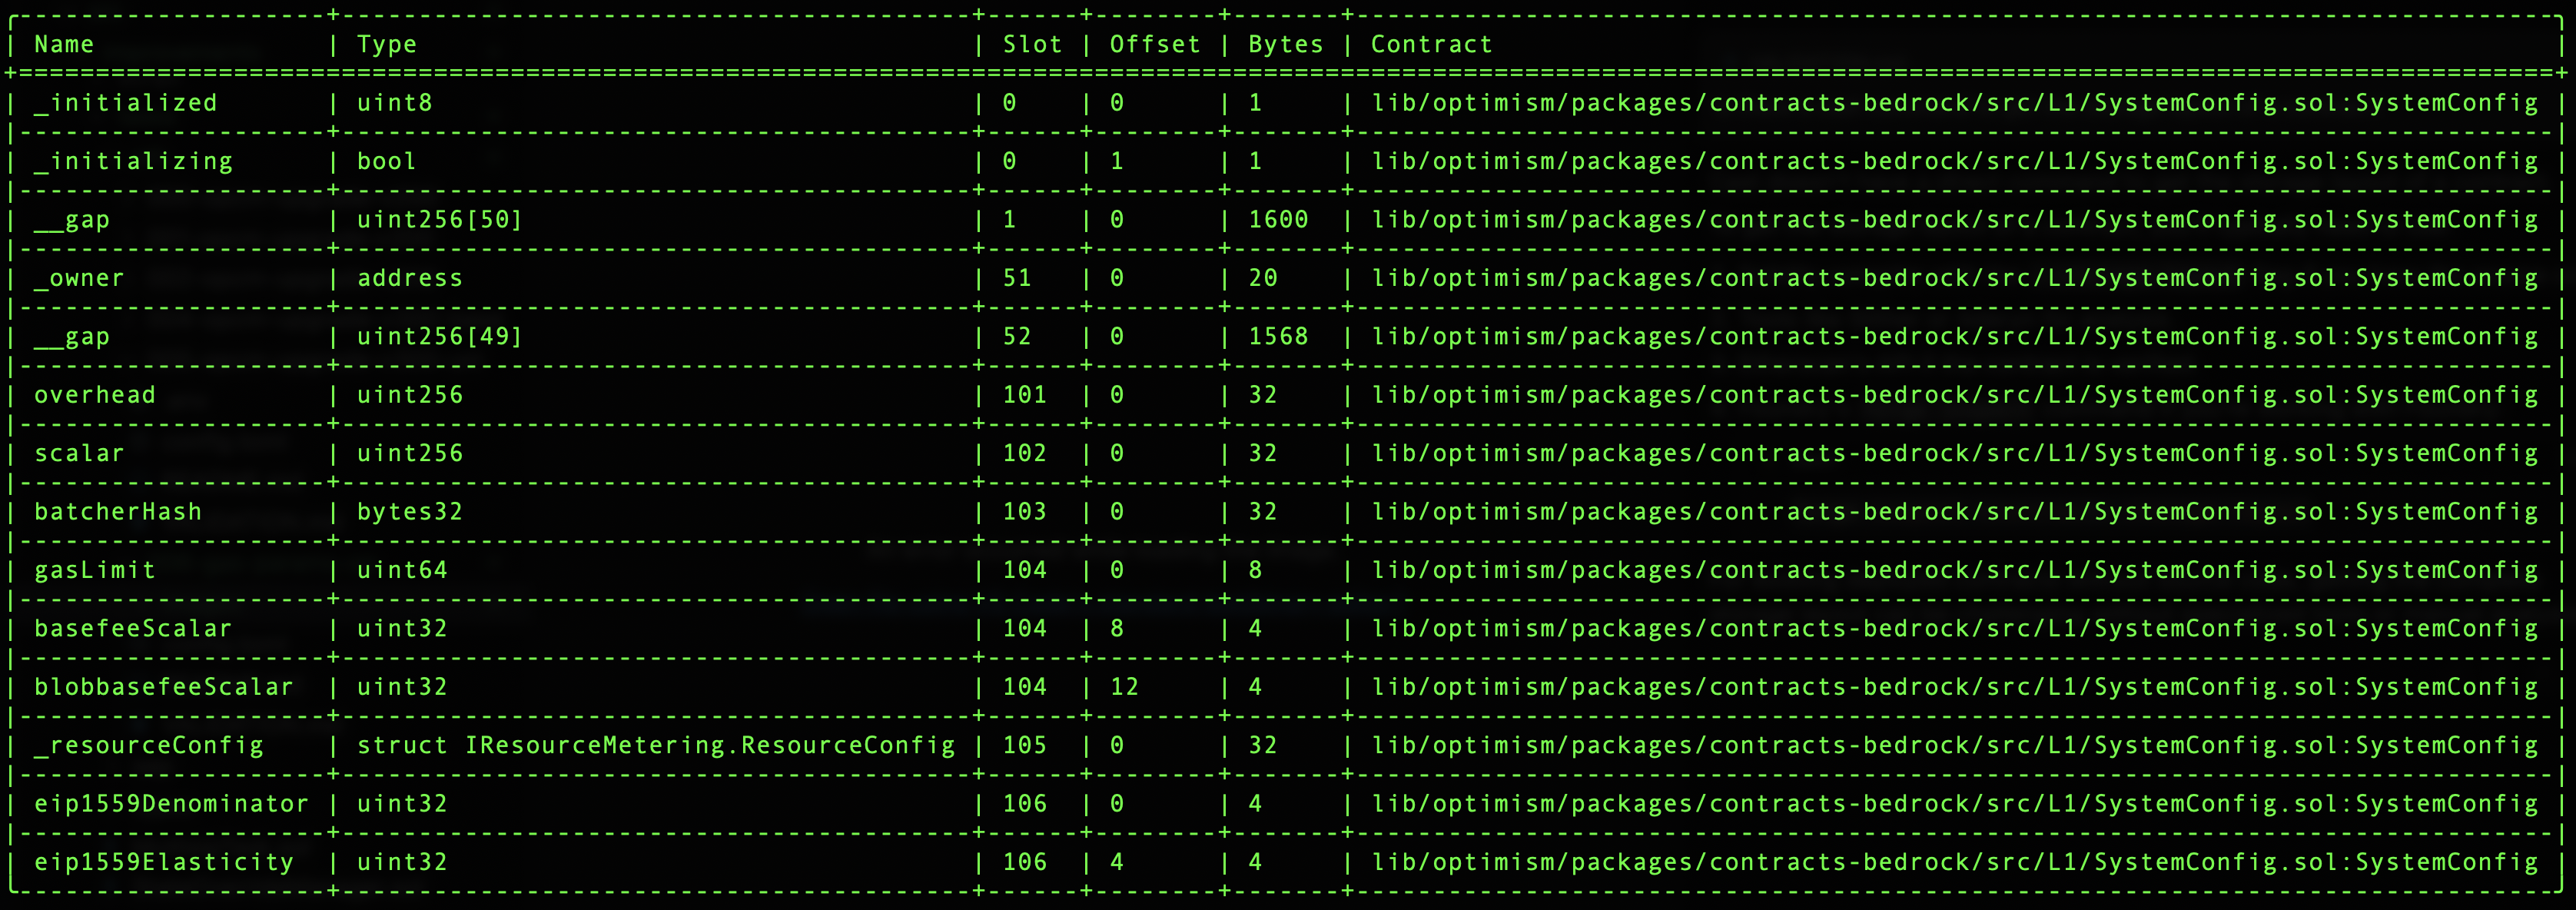 Name | Type | Slot | Offset | Bytes | Contract
_initialized | uint8 | 0 | 0 | 1 | lib/optimism/packages/contracts-bedrock/src/L1/SystemConfig.sol:SystemConfig
_initializing | bool | 0 | 1 | 1 | lib/optimism/packages/contracts-bedrock/src/L1/SystemConfig.sol:SystemConfig
__gap | uint256[50] | 1 | 0 | 1600 | lib/optimism/packages/contracts-bedrock/src/L1/SystemConfig.sol:SystemConfig
_owner | address | 51 | 0 | 20 | lib/optimism/packages/contracts-bedrock/src/L1/SystemConfig.sol:SystemConfig
__gap | uint256[49] | 52 | 0 | 1568 | lib/optimism/packages/contracts-bedrock/src/L1/SystemConfig.sol:SystemConfig
overhead | uint256 | 101 | 0 | 32 | lib/optimism/packages/contracts-bedrock/src/L1/SystemConfig.sol:SystemConfig
scalar | uint256 | 102 | 0 | 32 | lib/optimism/packages/contracts-bedrock/src/L1/SystemConfig.sol:SystemConfig
batcherHash | bytes32 | 103 | 0 | 32 | lib/optimism/packages/contracts-bedrock/src/L1/SystemConfig.sol:SystemConfig
gasLimit | uint64 | 104 | 0 | 8 | lib/optimism/packages/contracts-bedrock/src/L1/SystemConfig.sol:SystemConfig
basefeeScalar | uint32 | 104 | 8 | 4 | lib/optimism/packages/contracts-bedrock/src/L1/SystemConfig.sol:SystemConfig
blobbasefeeScalar | uint32 | 104 | 12 | 4 | lib/optimism/packages/contracts-bedrock/src/L1/SystemConfig.sol:SystemConfig
_resourceConfig | struct IResourceMetering.ResourceConfig | 105 | 0 | 32 | lib/optimism/packages/contracts-bedrock/src/L1/SystemConfig.sol:SystemConfig
eip1559Denominator | uint32 | 106 | 0 | 4 | lib/optimism/packages/contracts-bedrock/src/L1/SystemConfig.sol:SystemConfig
eip1559Elasticity | uint32 | 106 | 4 | 4 | lib/optimism/packages/contracts-bedrock/src/L1/SystemConfig.sol:SystemConfig